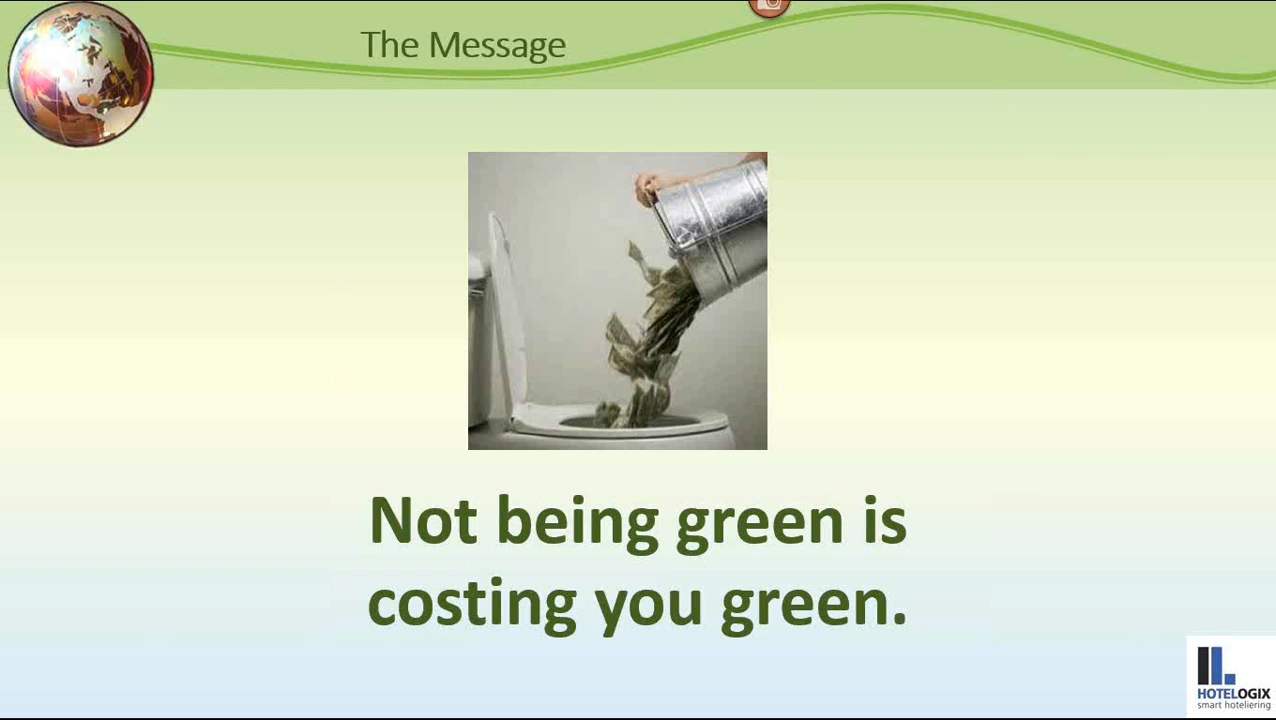 The Message
Not being green is
costing you green.
HOTELOGIX
smart hoteliering